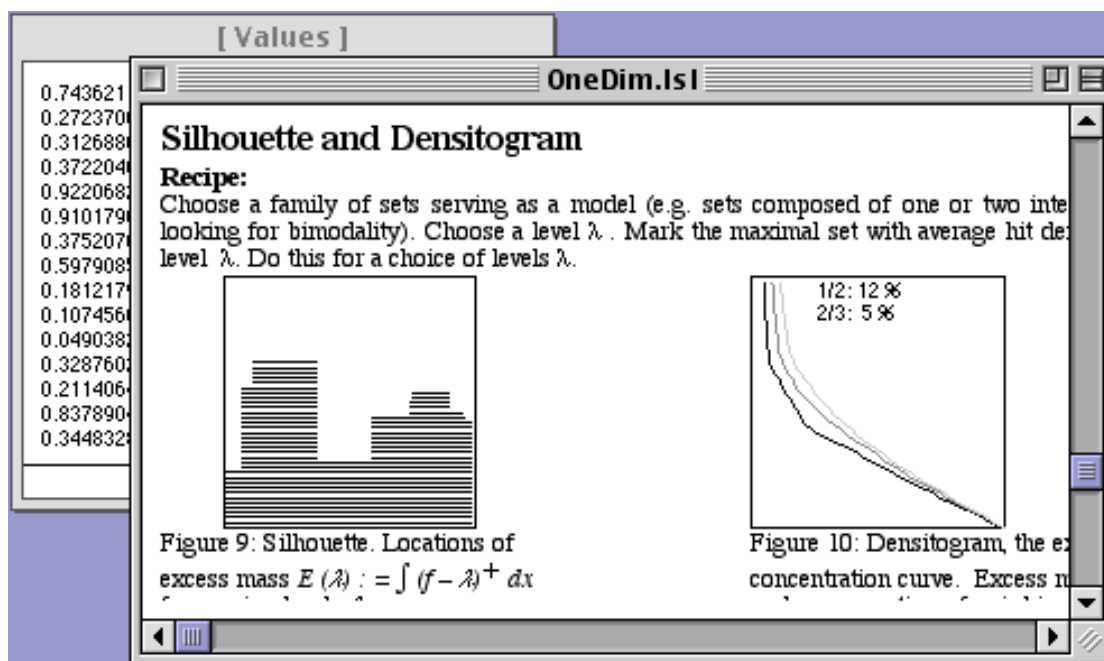 [ Values ]
0.743621
0.272370
0.312688
0.372204
0.922068
0.910179
0.375207
0.597908
0.181217
0.107456
0.049038
0.328760
0.211406
0.837890
0.344832
OneDim.lsl
Silhouette and Densitogram
Recipe:
Choose a family of sets serving as a model (e.g. sets composed of one or two
looking for bimodality). Choose a level λ . Mark the maximal set with average hit
level λ. Do this for a choice of levels λ.
1/2: 12 %
2/3: 5 %
Figure 9: Silhouette. Locations of
excess mass E (λ) : = ∫ (f – λ)⁺ dx
Figure 10: Densitogram, the
concentration curve. Excess